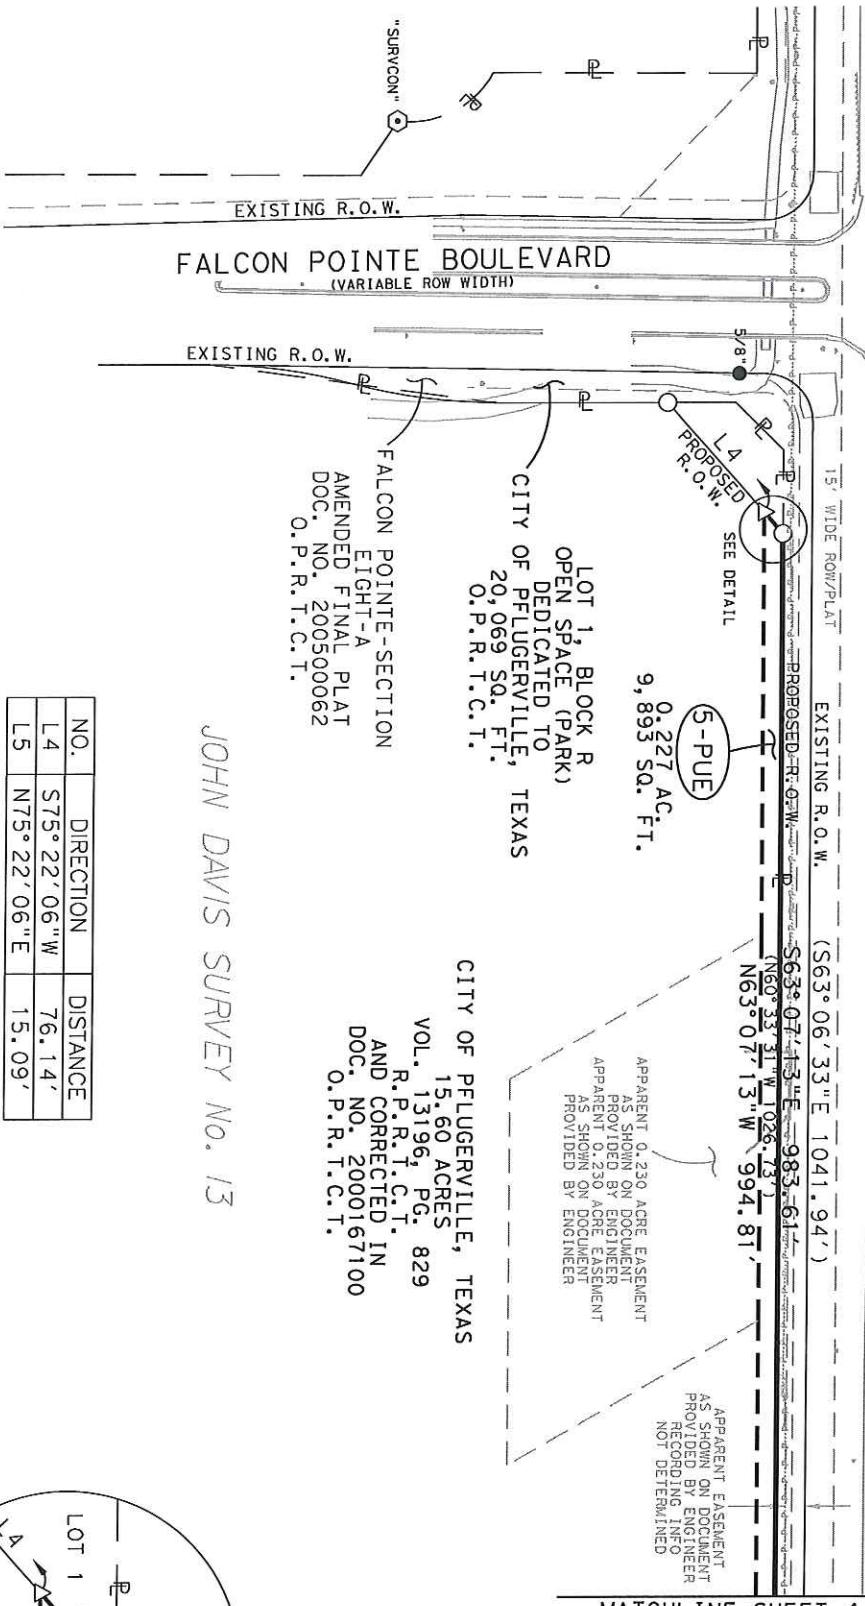 "SURVCON"
EXISTING R.O.W.
FALCON POINTE BOULEVARD
(VARIABLE ROW WIDTH)
EXISTING R.O.W.
5/8"
L4
PROPOSED
R.O.W.
SEE DETAIL
15' WIDE ROW/PLAT
EXISTING R.O.W.
PROPOSED R.O.W.
(S63°06'33"E 1041.94')
S63°07'13"E 983.61'
(N60°33'31"W 1026.73')
N63°07'13"W 994.81'
5-PUE
0.227 AC.
9,893 SQ. FT.
LOT 1, BLOCK R
OPEN SPACE (PARK)
DEDICATED TO
CITY OF PFLUGERVILLE, TEXAS
20,069 SQ. FT.
O.P.R.T.C.T.
FALCON POINTE-SECTION
EIGHT-A
AMENDED FINAL PLAT
DOC. NO. 200500062
O.P.R.T.C.T.
APPARENT 0.230 ACRE EASEMENT
AS SHOWN ON DOCUMENT
PROVIDED BY ENGINEER
APPARENT 0.230 ACRE EASEMENT
AS SHOWN ON DOCUMENT
PROVIDED BY ENGINEER
APPARENT EASEMENT
AS SHOWN ON DOCUMENT
PROVIDED BY ENGINEER
RECORDING INFO
NOT DETERMINED
CITY OF PFLUGERVILLE, TEXAS
15.60 ACRES
VOL. 13196, PG. 829
R.P.R.T.C.T.
AND CORRECTED IN
DOC. NO. 2000167100
O.P.R.T.C.T.
JOHN DAVIS SURVEY No. 13
NO. DIRECTION DISTANCE
L4 S75°22'06"W 76.14'
L5 N75°22'06"E 15.09'
LOT 1